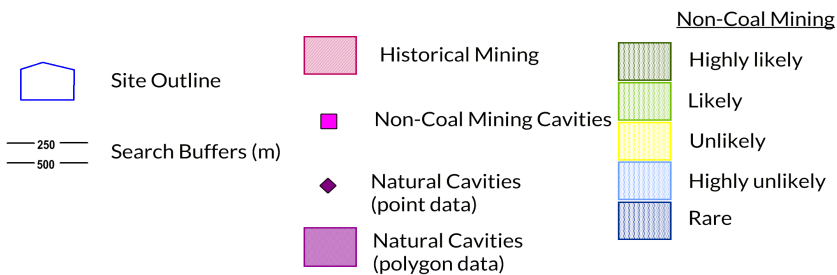 Site Outline
250
500
Search Buffers (m)
Historical Mining
Non-Coal Mining Cavities
Natural Cavities
(point data)
Natural Cavities
(polygon data)
Non-Coal Mining
Highly likely
Likely
Unlikely
Highly unlikely
Rare